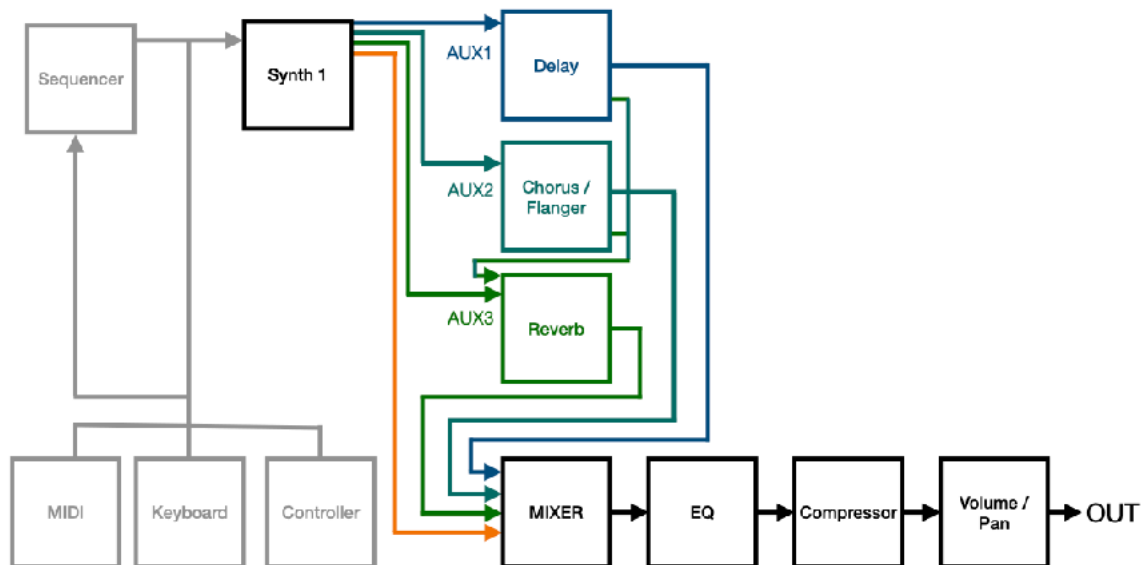 Sequencer
Synth 1
AUX1
Delay
AUX2
Chorus /
Flanger
AUX3
Reverb
MIDI
Keyboard
Controller
MIXER
EQ
Compressor
Volume /
Pan
OUT